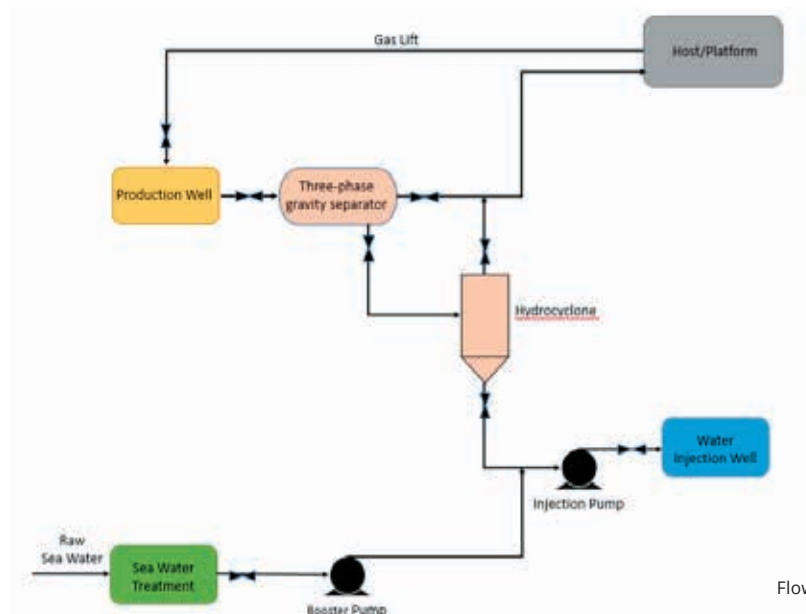 Gas Lift
Host/Platform
Production Well
Three-phase
gravity separator
Hydrocyclone
Water
Injection Well
Injection Pump
Raw
Sea Water
Sea Water
Treatment
Booster Pump
Flow